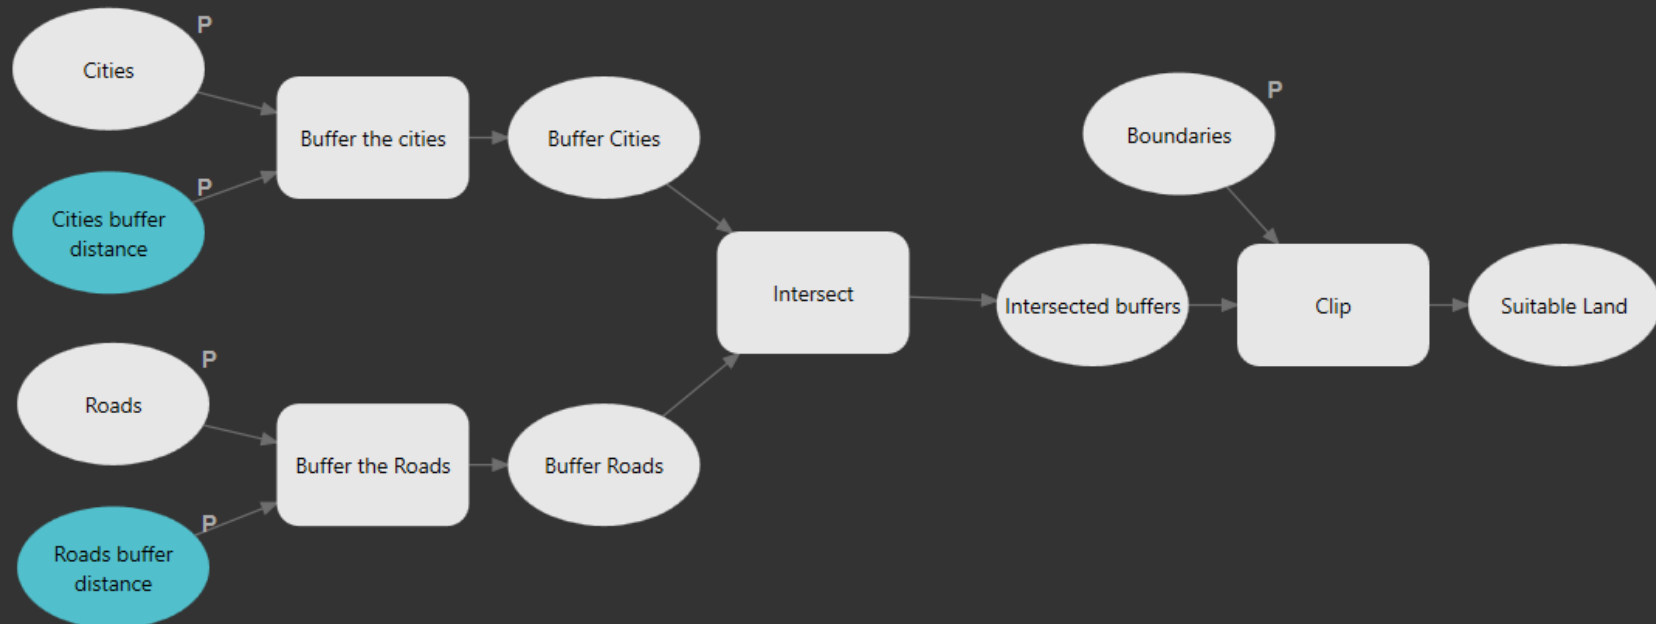 P
Cities
P
Cities buffer
distance
Buffer the cities
Buffer Cities
P
Roads
P
Roads buffer
distance
Buffer the Roads
Buffer Roads
Intersect
Intersected buffers
P
Boundaries
Clip
Suitable Land